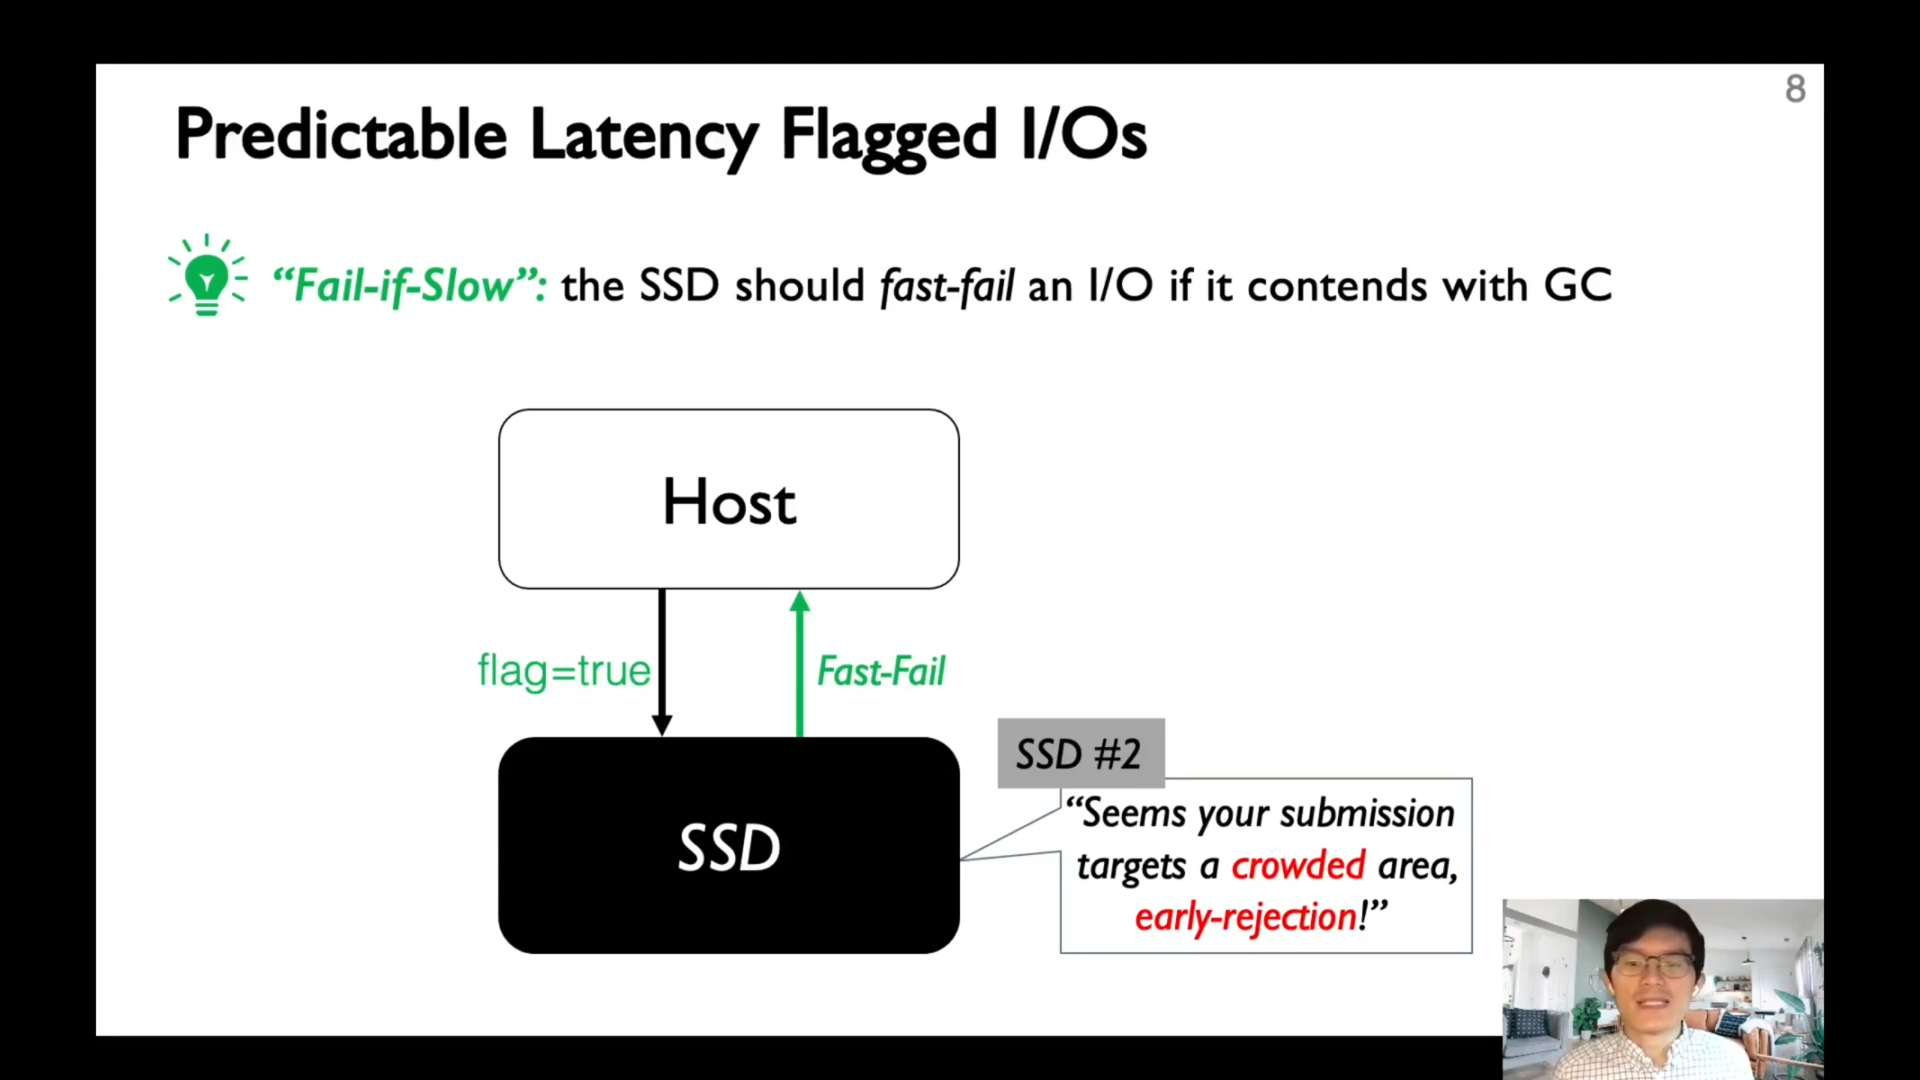 8
Predictable Latency Flagged I/Os
“Fail-if-Slow”: the SSD should fast-fail an I/O if it contends with GC
Host
flag=true
Fast-Fail
SSD
SSD #2
“Seems your submission
targets a crowded area,
early-rejection!”